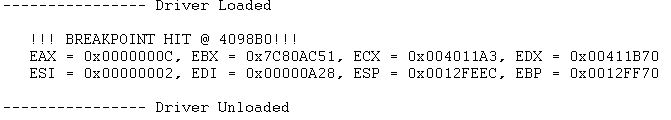 ---------------- Driver Loaded
!!! BREAKPOINT HIT @ 4098B0!!!
EAX = 0x0000000C, EBX = 0x7C80AC51, ECX = 0x004011A3, EDX = 0x00411B70
ESI = 0x00000002, EDI = 0x00000A28, ESP = 0x0012FEEC, EBP = 0x0012FF70
---------------- Driver Unloaded